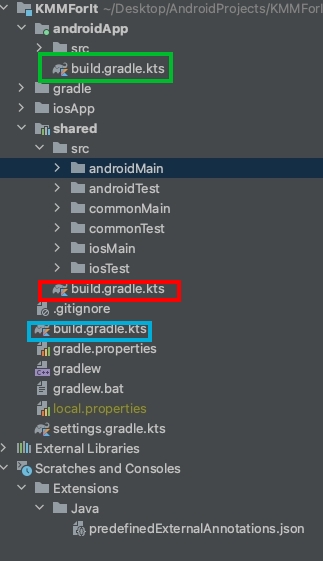 KMMForIt ~/Desktop/AndroidProjects/KMMForIt
androidApp
src
build.gradle.kts
gradle
iosApp
shared
src
androidMain
androidTest
commonMain
commonTest
iosMain
iosTest
build.gradle.kts
.gitignore
build.gradle.kts
gradle.properties
gradlew
gradlew.bat
local.properties
settings.gradle.kts
External Libraries
Scratches and Consoles
Extensions
Java
predefinedExternalAnnotations.json